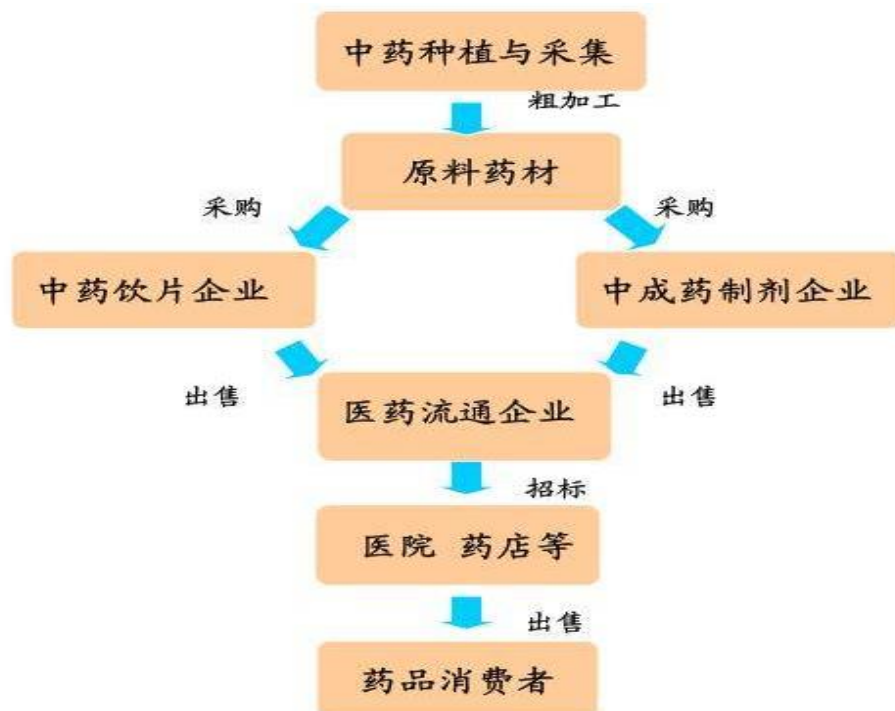 中药种植与采集
粗加工
原料药材
采购
采购
中药饮片企业
中成药制剂企业
出售
出售
医药流通企业
招标
医院 药店等
出售
药品消费者